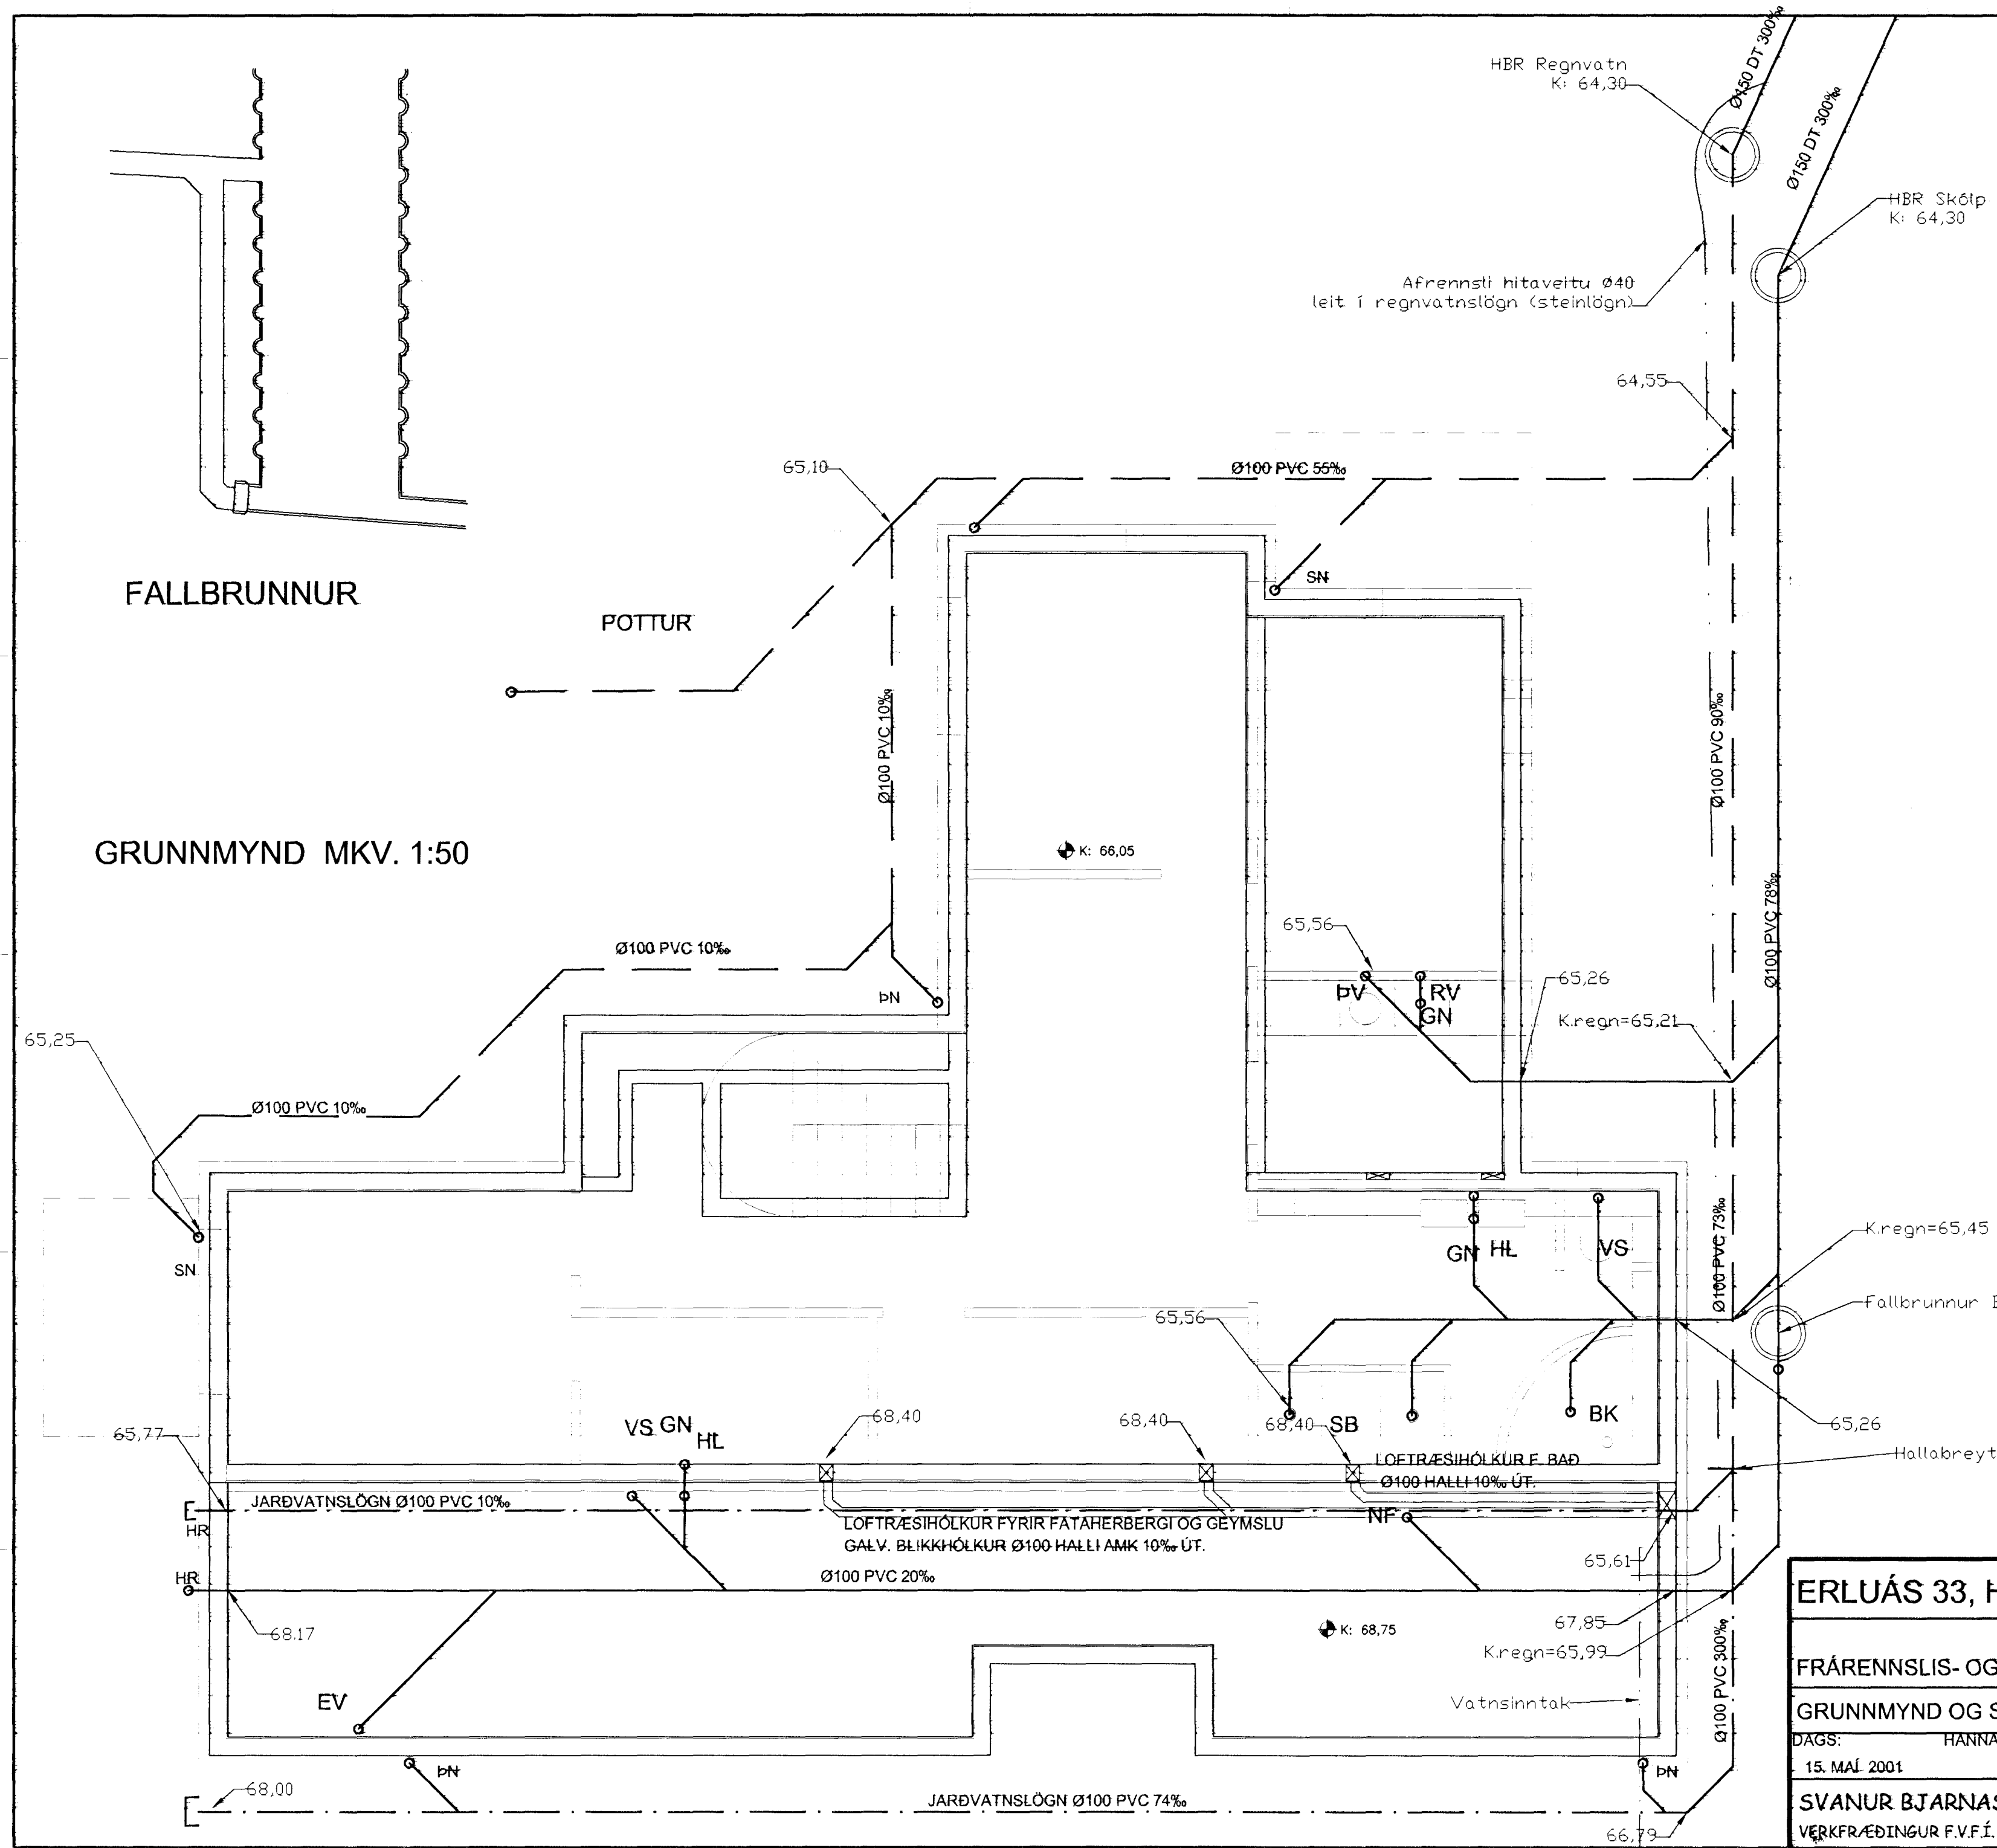 HBR Regnvatn
K: 64,30
Ø150 DT 300‰
Ø150 DT 300‰
HBR Skólp
K: 64,30
Afrennsli hitaveitu Ø40
leit í regnvatnslögn (steinlögn)
64,55
65,10
Ø100 PVC 55‰
FALLBRUNNUR
POTTUR
SN
Ø100 PVC 10‰
Ø100 PVC 90‰
GRUNNMYND MKV. 1:50
K: 66,05
Ø100 PVC 78‰
65,56
Ø100 PVC 10‰
65,26
ÞN
ÞV
RV
GN
K.regn=65,21
65,25
Ø100 PVC 10‰
Ø100 PVC 73‰
K.regn=65,45
GN
HL
VS
SN
Fallbrunnur
65,56
68,40
68,40
68,40
SB
BK
65,26
65,77
VS
GN
HL
LOFTRÆSIHÓLKUR F. BAÐ
Ø100 HALLI 10‰ ÚT.
JARÐVATNSLÖGN Ø100 PVC 10‰
HR
NF
LOFTRÆSIHÓLKUR FYRIR FATAHERBERGI OG GEYMSLU
GALV. BLIKKHÓLKUR Ø100 HALLI AMK 10‰ ÚT.
65,61
HR
Ø100 PVC 20‰
68.17
K: 68,75
67,85
K.regn=65,99
Ø100 PVC 300‰
EV
Vatnsinntak
ÞN
ÞN
68,00
JARÐVATNSLÖGN Ø100 PVC 74‰
66,79
ERLUÁS 33, H
FRÁRENNSLIS- OG
GRUNNMYND OG S
DAGS:
HANNA
15. MAÍ 2001
SVANUR BJARNAS
VERKFRÆÐINGUR F.V.F.Í.